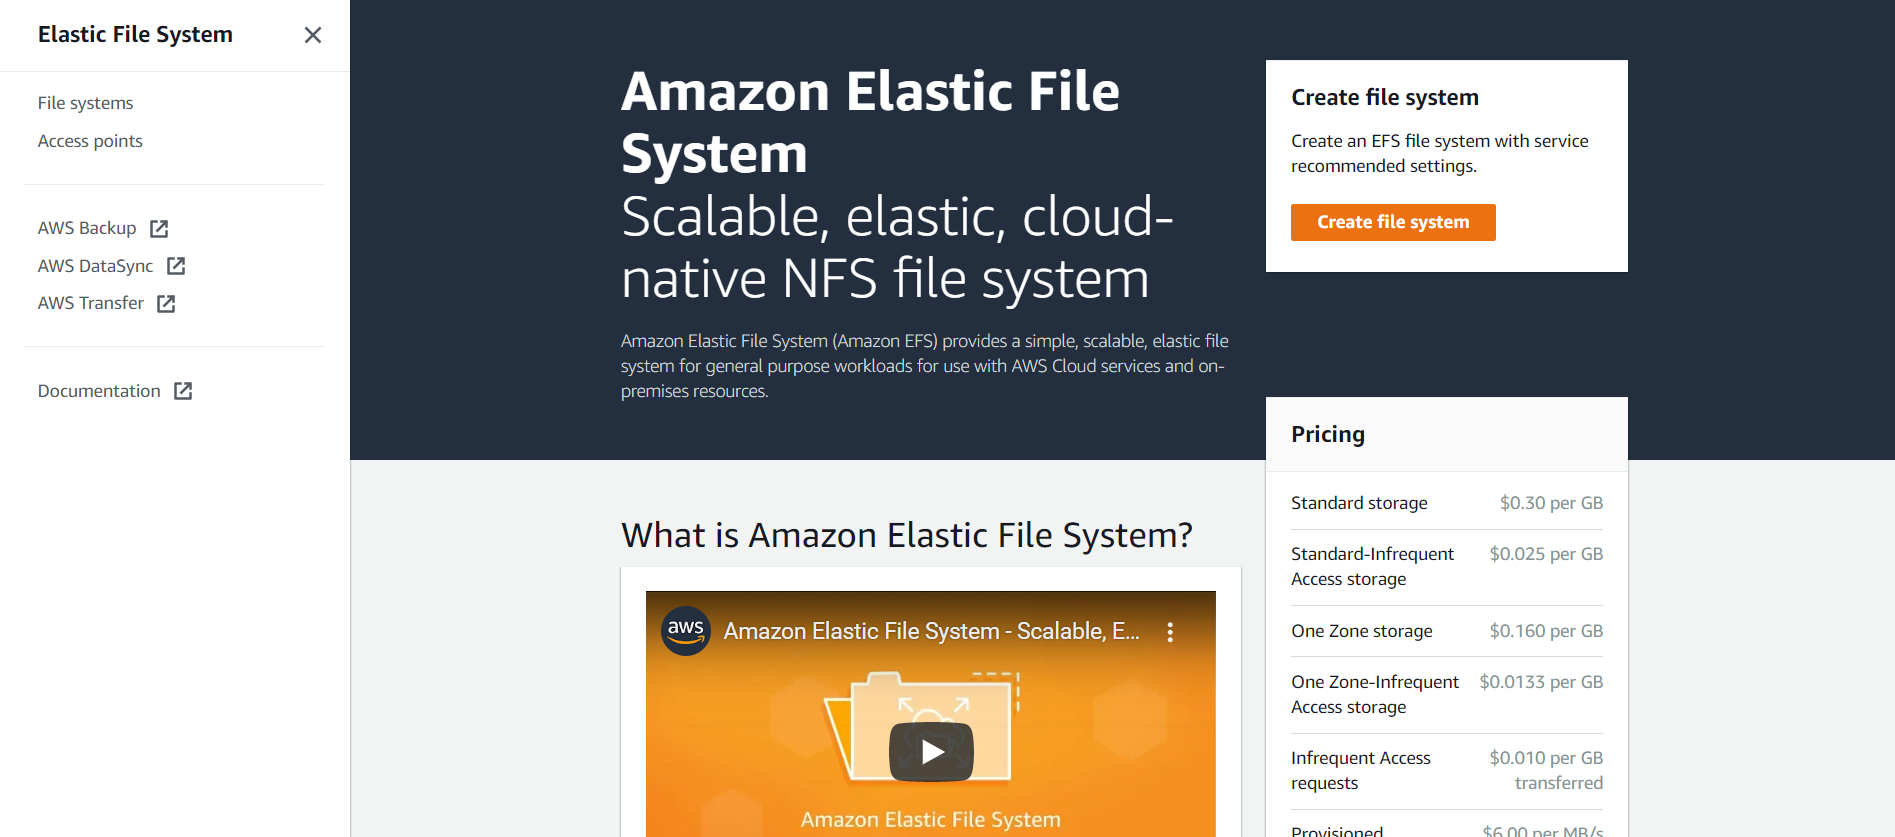 Elastic File System
File systems
Access points
AWS Backup
AWS DataSync
AWS Transfer
Documentation
Amazon Elastic File
System
Scalable, elastic, cloud-
native NFS file system
Amazon Elastic File System (Amazon EFS) provides a simple, scalable, elastic file
system for general purpose workloads for use with AWS Cloud services and on-
premises resources.
Create file system
Create an EFS file system with service
recommended settings.
Create file system
What is Amazon Elastic File System?
aws
Amazon Elastic File System - Scalable, E...
Amazon Elastic File System
Pricing
Standard storage $0.30 per GB
Standard-Infrequent $0.025 per GB
Access storage
One Zone storage $0.160 per GB
One Zone-Infrequent $0.0133 per GB
Access storage
Infrequent Access $0.010 per GB
requests transferred
Provisioned $6.00 per MB/s